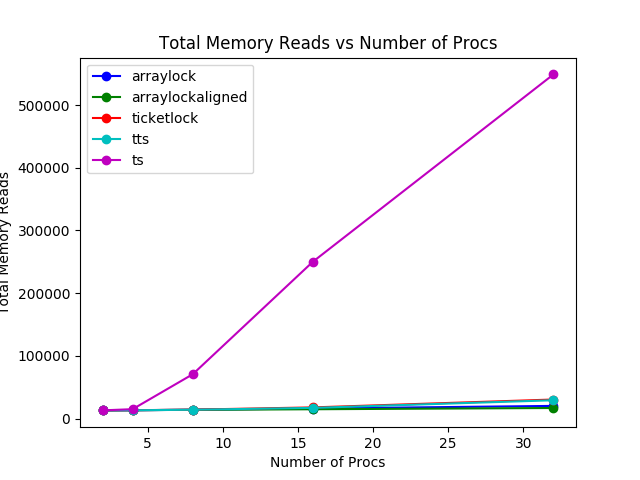 Total Memory Reads vs Number of Procs
arraylock
arraylockaligned
ticketlock
tts
ts
500000
400000
300000
200000
100000
0
Total Memory Reads
5 10 15 20 25 30
Number of Procs